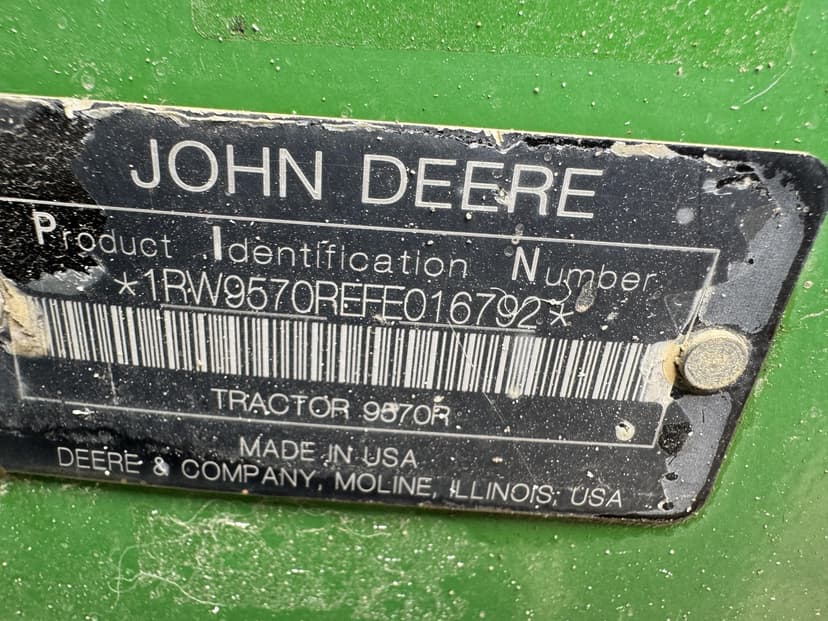 JOHN DEERE
Product Identification Number
*1RW9570REFE016792*
TRACTOR 9570R
MADE IN USA
DEERE & COMPANY, MOLINE, ILLINOIS, USA